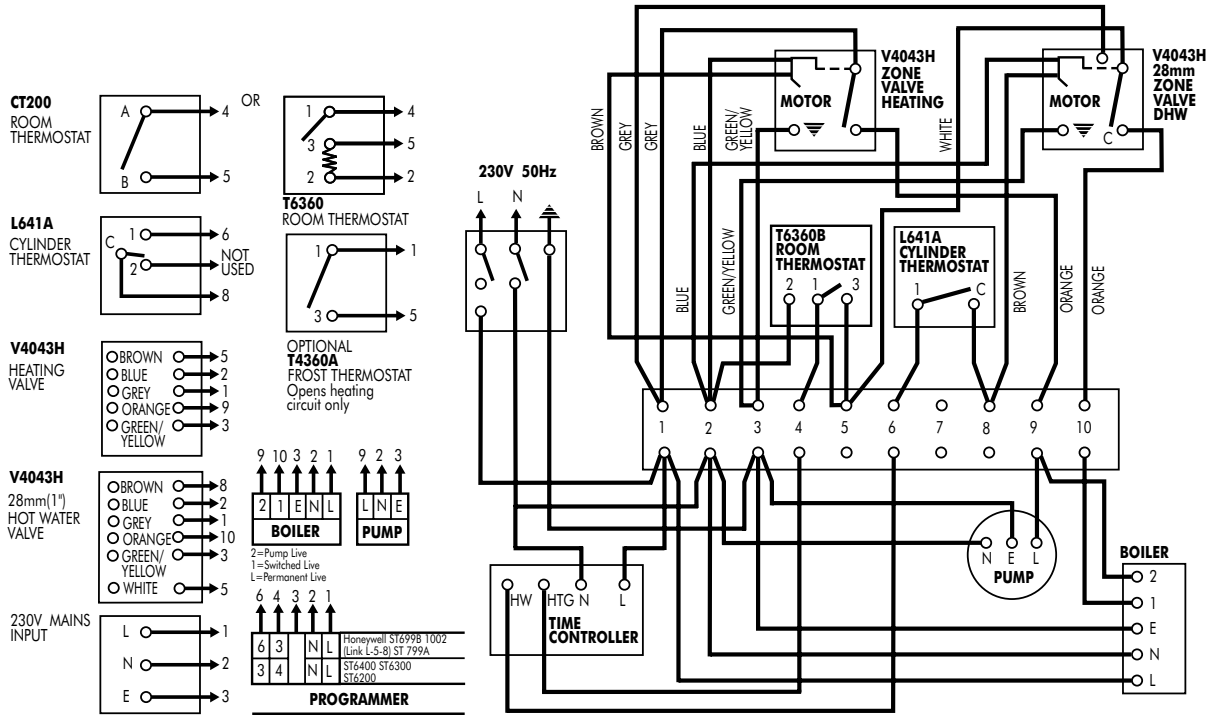 CT200
ROOM
THERMOSTAT
A
B
4
5
OR
1
3
2
4
5
2
T6360
ROOM THERMOSTAT
L641A
CYLINDER
THERMOSTAT
C
1
2
6
NOT
USED
8
1
3
1
5
OPTIONAL
T4360A
FROST THERMOSTAT
Opens heating
circuit only
V4043H
HEATING
VALVE
BROWN 5
BLUE 2
GREY 1
ORANGE 9
GREEN/
YELLOW 3
V4043H
28mm(1")
HOT WATER
VALVE
BROWN 8
BLUE 2
GREY 1
ORANGE 10
GREEN/
YELLOW 3
WHITE 5
230V MAINS
INPUT
L 1
N 2
E 3
9 10 3 2 1
2 1 E N L
BOILER
2=Pump Live
1=Switched Live
L=Permanent Live
9 2 3
L N E
PUMP
6 4 3 2 1
6 3 N L Honeywell ST699B 1002
(Link L-5-8) ST 799A
3 4 N L ST6400 ST6300
ST6200
PROGRAMMER
230V 50Hz
L N
BROWN
GREY
GREY
BLUE
GREEN/
YELLOW
WHITE
MOTOR
V4043H
ZONE
VALVE
HEATING
MOTOR
C
V4043H
28mm
ZONE
VALVE
DHW
BLUE
GREEN/YELLOW
T6360B
ROOM
THERMOSTAT
2 1 3
L641A
CYLINDER
THERMOSTAT
1 C
BROWN
ORANGE
ORANGE
1 2 3 4 5 6 7 8 9 10
HW HTG N L
TIME
CONTROLLER
N E L
PUMP
BOILER
2
1
E
N
L